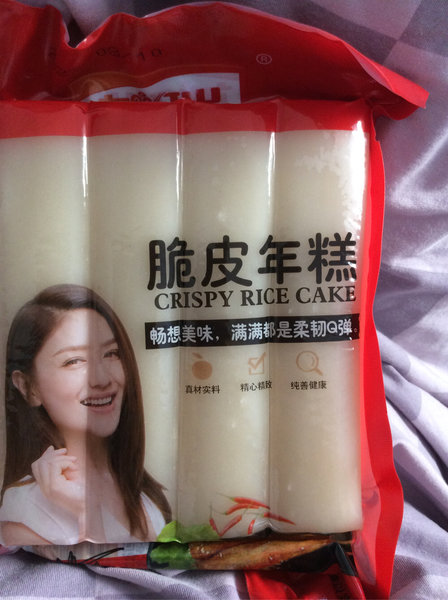 ®
脆皮年糕
CRISPY RICE CAKE
畅想美味，满满都是柔韧Q弹。
真材实料 精心精致 纯善健康